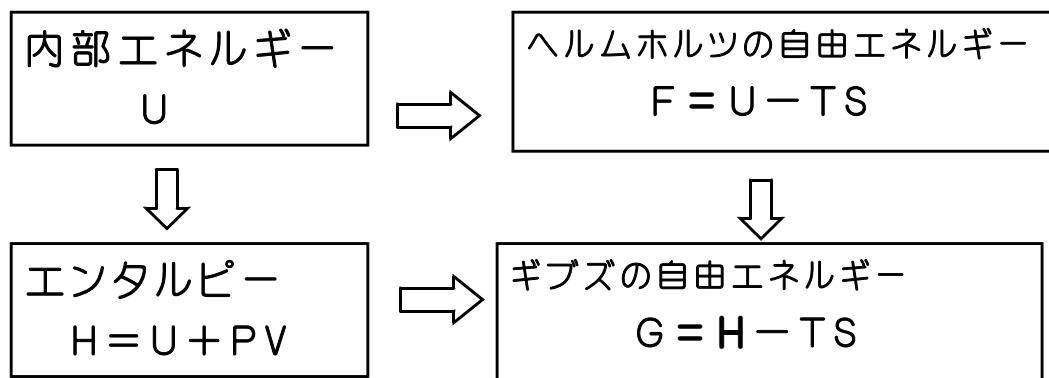 内部エネルギー
U
ヘルムホルツの自由エネルギー
F=U-TS
エンタルピー
H=U+PV
ギブズの自由エネルギー
G=H-TS